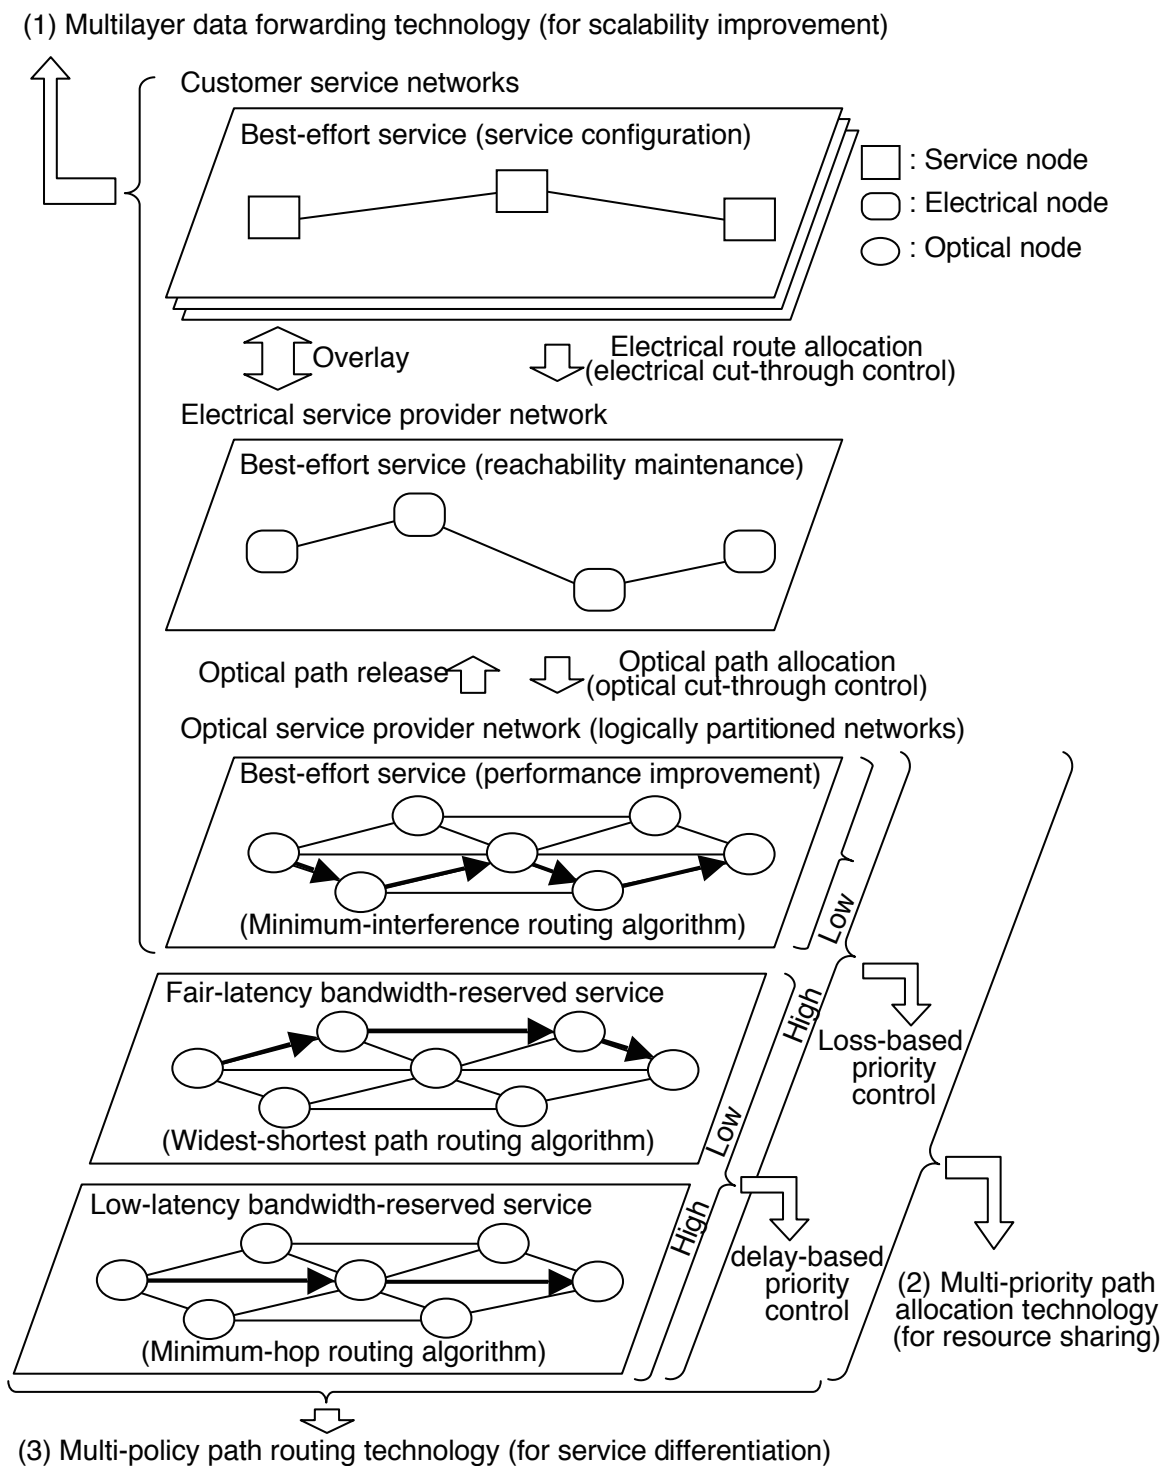 (1) Multilayer data forwarding technology (for scalability improvement)
Customer service networks
Best-effort service (service configuration)
: Service node
: Electrical node
: Optical node
Overlay
Electrical route allocation
(electrical cut-through control)
Electrical service provider network
Best-effort service (reachability maintenance)
Optical path release
Optical path allocation
(optical cut-through control)
Optical service provider network (logically partitioned networks)
Best-effort service (performance improvement)
(Minimum-interference routing algorithm)
Low
High
Loss-based
priority
control
Fair-latency bandwidth-reserved service
(Widest-shortest path routing algorithm)
Low
High
delay-based
priority
control
Low-latency bandwidth-reserved service
(Minimum-hop routing algorithm)
(2) Multi-priority path
allocation technology
(for resource sharing)
(3) Multi-policy path routing technology (for service differentiation)